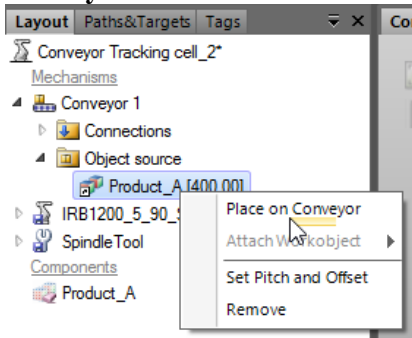 Layout Paths&Targets Tags Co
Conveyor Tracking cell_2*
Mechanisms
Conveyor 1
Connections
Object source
Product_A [400.00]
IRB1200_5_90_
Place on Conveyor
SpindleTool
Attach Workobject
Components
Set Pitch and Offset
Product_A
Remove